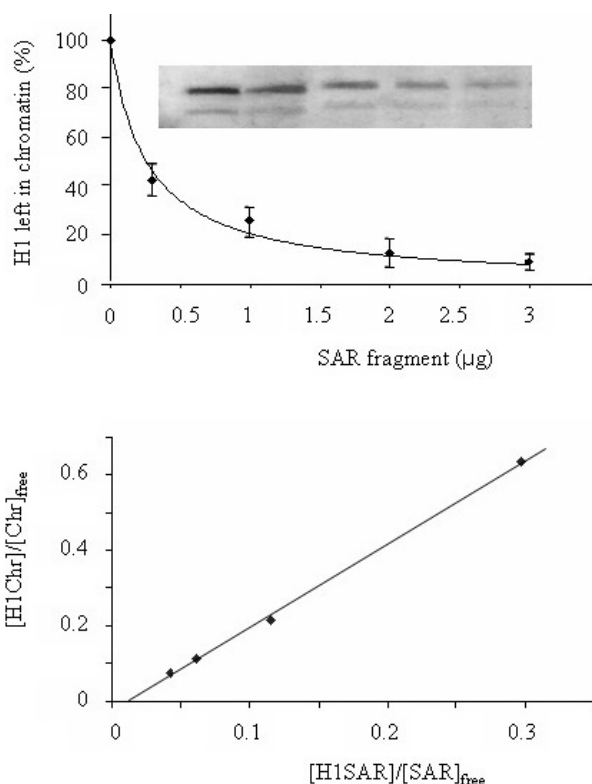 H1 left in chromatin (%)
100
80
60
40
20
0
0 0.5 1 1.5 2 2.5 3
SAR fragment (µg)
[H1Chr]/[Chr]free
0.6
0.4
0.2
0
0 0.1 0.2 0.3
[H1SAR]/[SAR]free